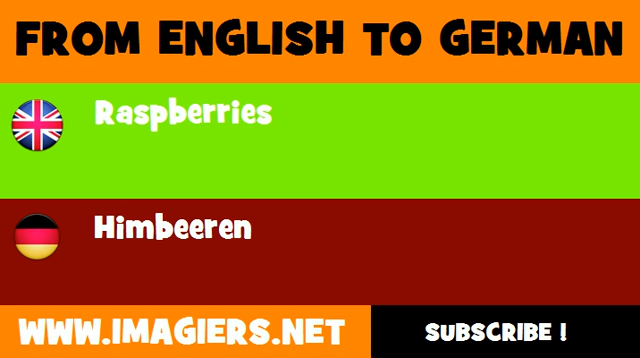 FROM ENGLISH TO GERMAN
Raspberries
Himbeeren
WWW.IMAGIERS.NET
SUBSCRIBE !